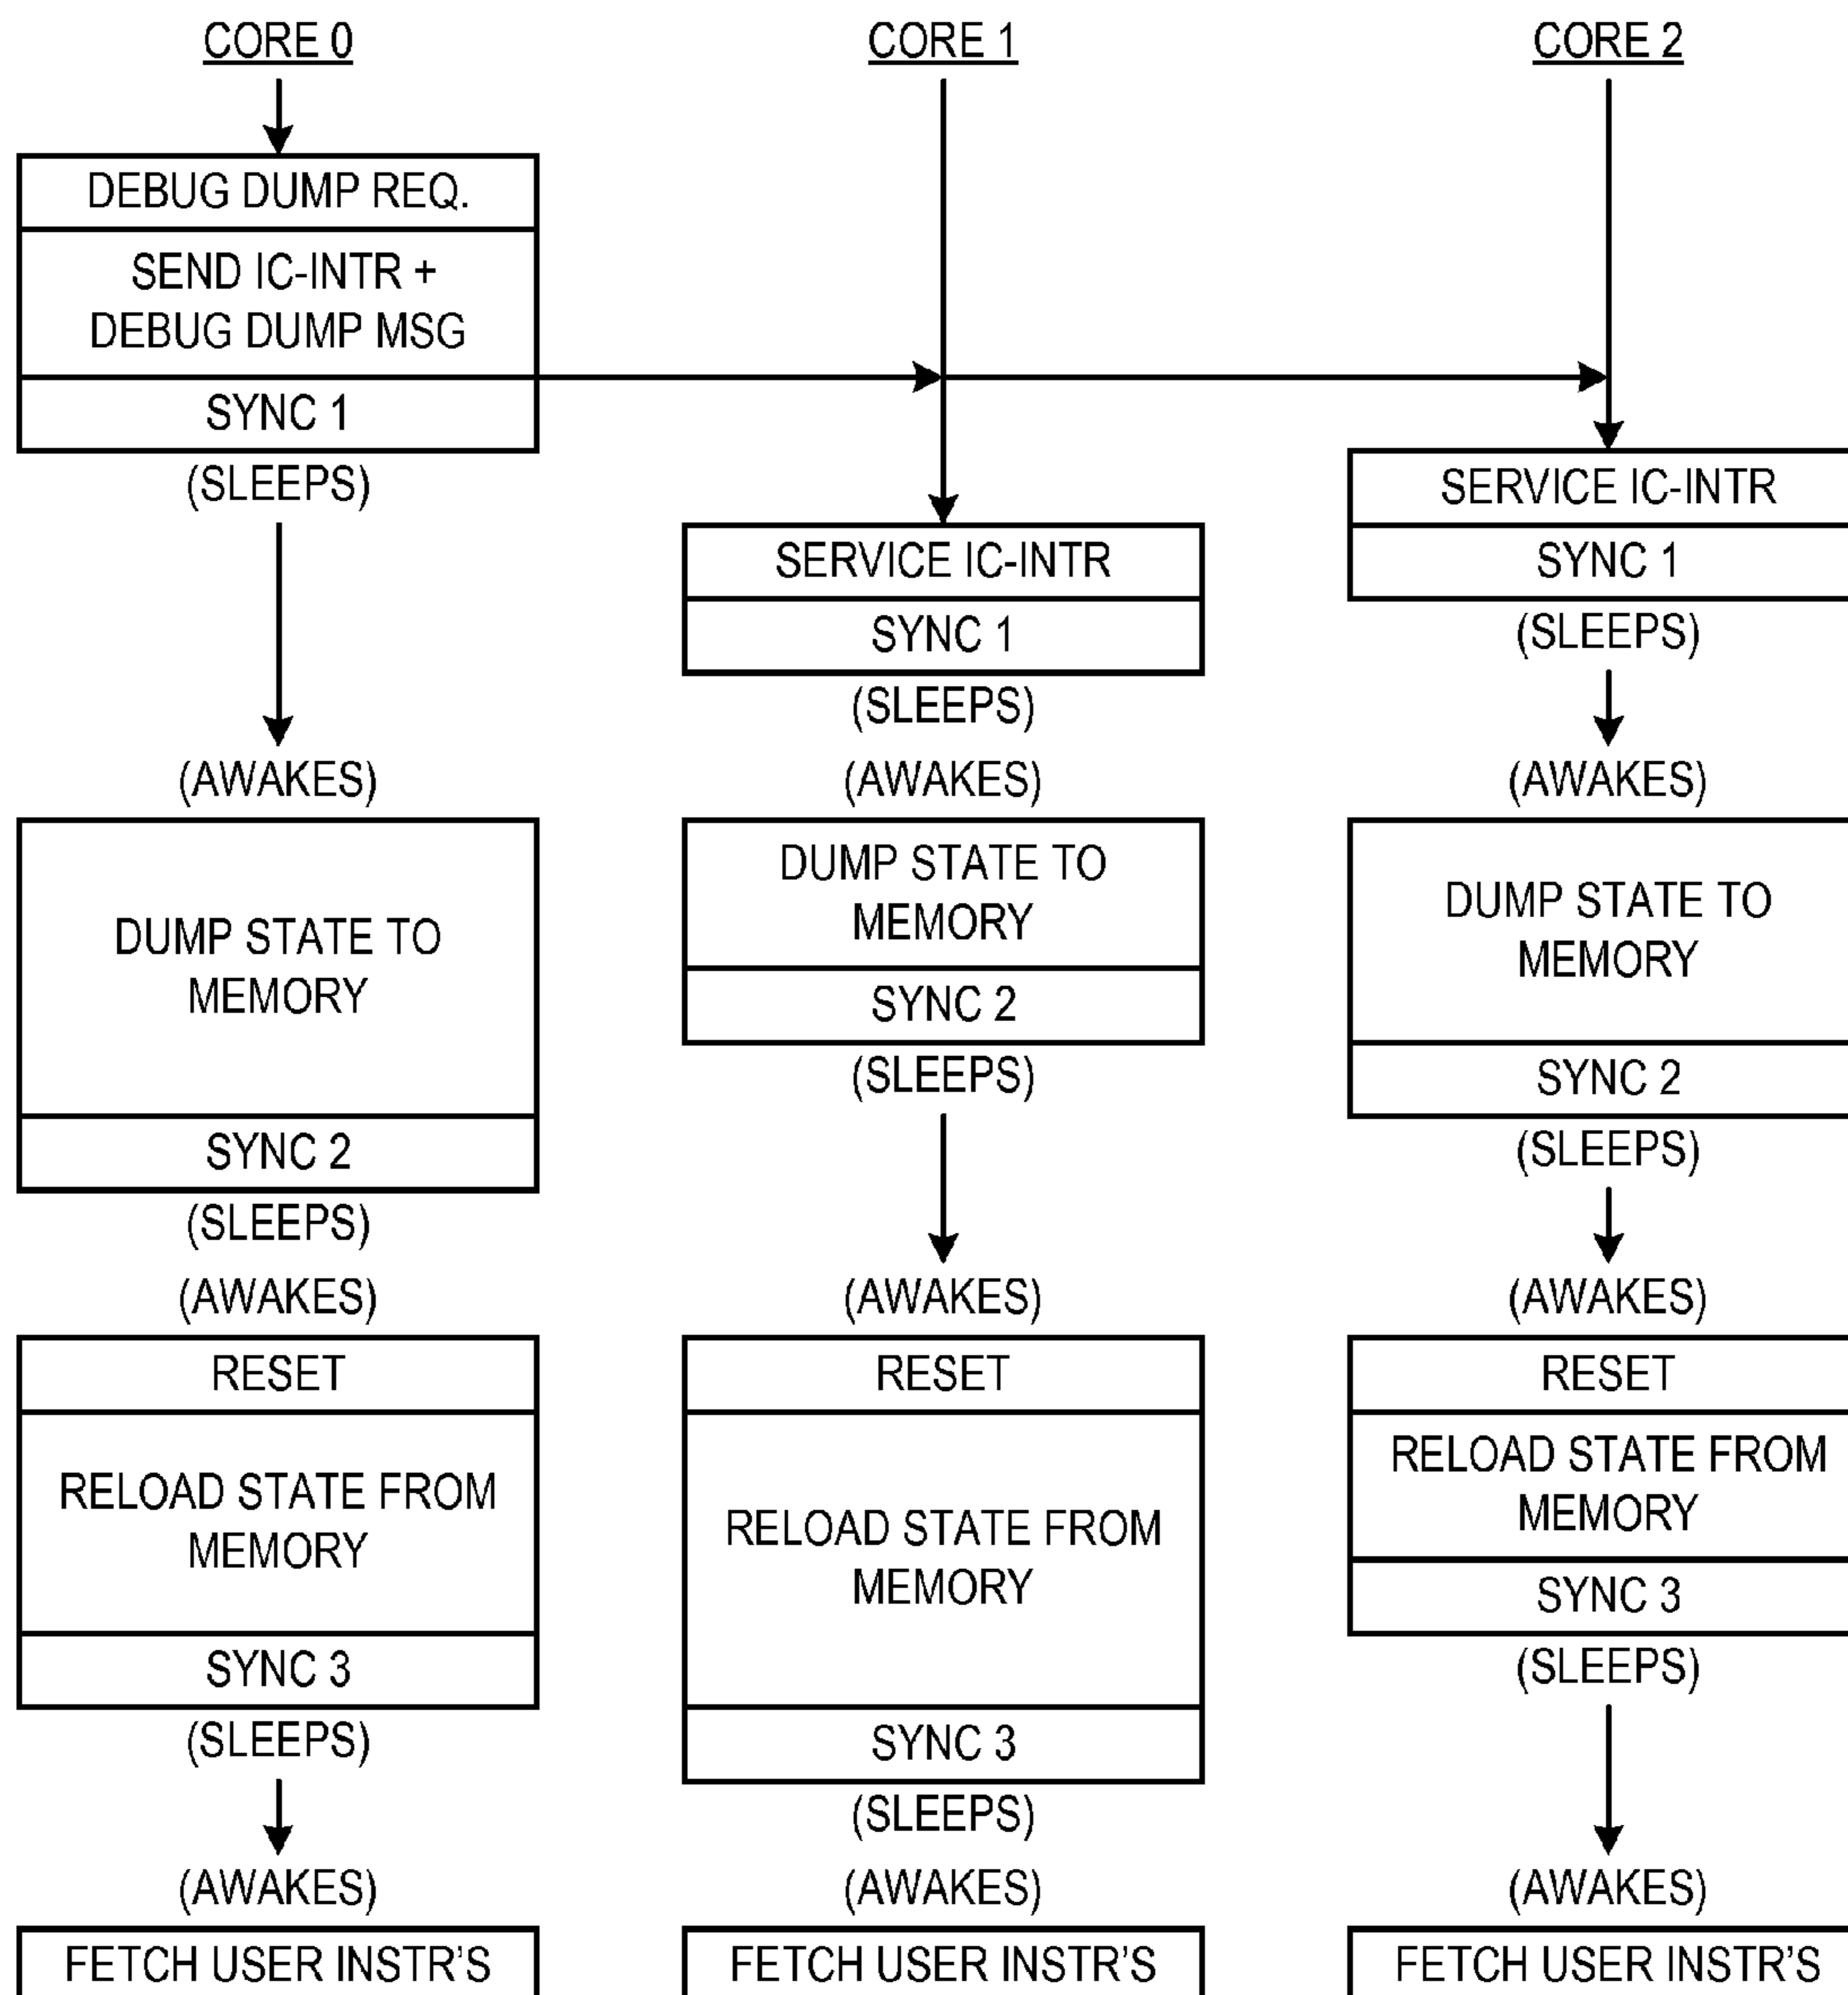 CORE 0
DEBUG DUMP REQ.
SEND IC-INTR +
DEBUG DUMP MSG
SYNC 1
(SLEEPS)
(AWAKES)
DUMP STATE TO
MEMORY
SYNC 2
(SLEEPS)
(AWAKES)
RESET
RELOAD STATE FROM
MEMORY
SYNC 3
(SLEEPS)
(AWAKES)
FETCH USER INSTR'S
CORE 1
SERVICE IC-INTR
SYNC 1
(SLEEPS)
(AWAKES)
DUMP STATE TO
MEMORY
SYNC 2
(SLEEPS)
(AWAKES)
RESET
RELOAD STATE FROM
MEMORY
SYNC 3
(SLEEPS)
(AWAKES)
FETCH USER INSTR'S
CORE 2
SERVICE IC-INTR
SYNC 1
(SLEEPS)
(AWAKES)
DUMP STATE TO
MEMORY
SYNC 2
(SLEEPS)
(AWAKES)
RESET
RELOAD STATE FROM
MEMORY
SYNC 3
(SLEEPS)
(AWAKES)
FETCH USER INSTR'S